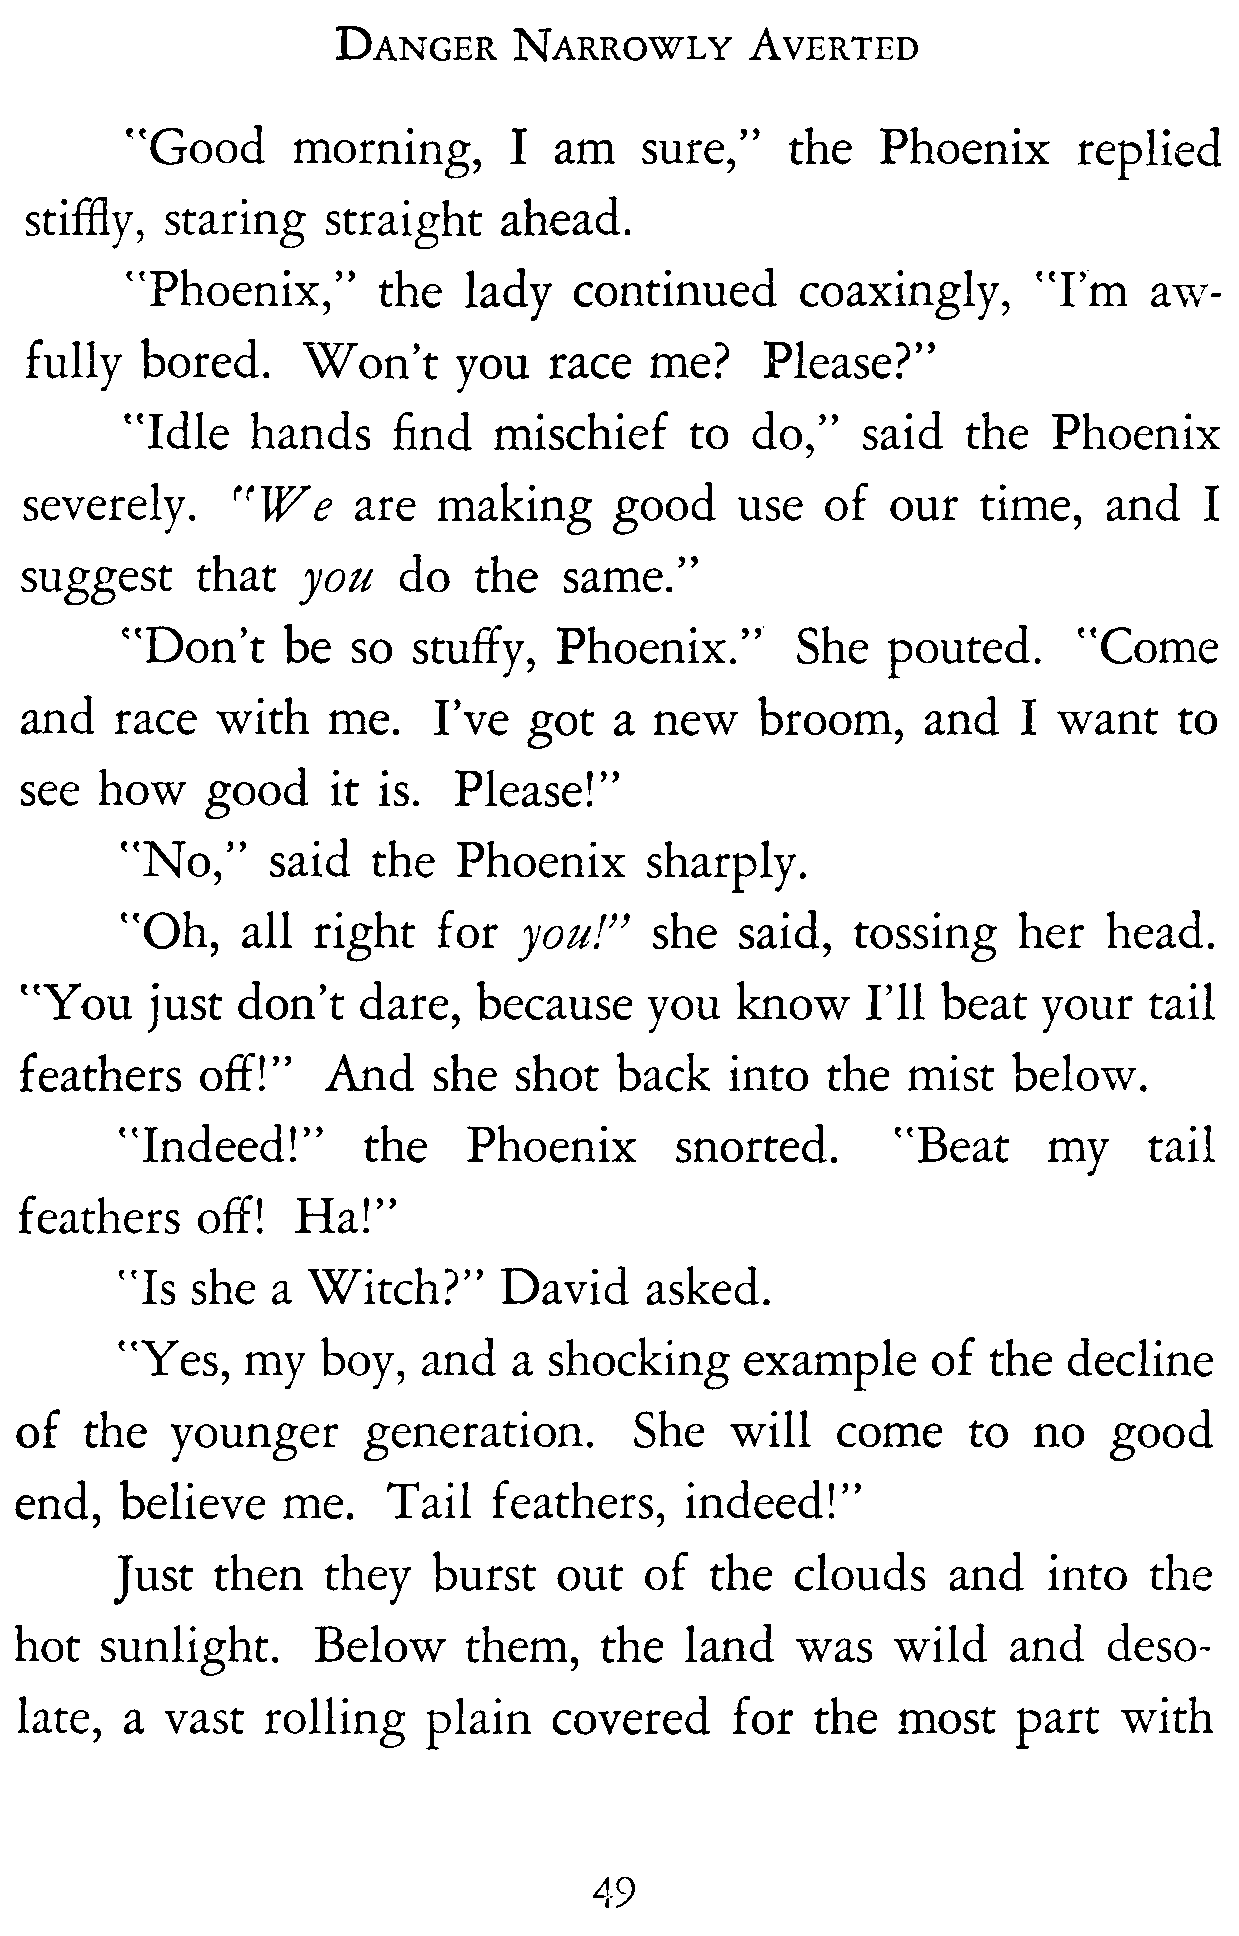 Danger Narrowly Averted
"Good morning, I am sure," the Phoenix replied
stiffly, staring straight ahead.
"Phoenix," the lady continued coaxingly, "I'm aw-
fully bored. Won't you race me? Please?"
"Idle hands find mischief to do," said the Phoenix
severely. "We are making good use of our time, and I
suggest that you do the same."
"Don't be so stuffy, Phoenix." She pouted. "Come
and race with me. I've got a new broom, and I want to
see how good it is. Please!"
"No," said the Phoenix sharply.
"Oh, all right for you!" she said, tossing her head.
"You just don't dare, because you know I'll beat your tail
feathers off!" And she shot back into the mist below.
"Indeed!" the Phoenix snorted. "Beat my tail
feathers off! Ha!"
"Is she a Witch?" David asked.
"Yes, my boy, and a shocking example of the decline
of the younger generation. She will come to no good
end, believe me. Tail feathers, indeed!"
Just then they burst out of the clouds and into the
hot sunlight. Below them, the land was wild and deso-
late, a vast rolling plain covered for the most part with
49